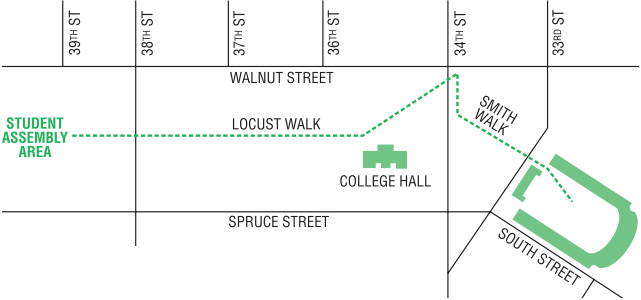 39TH ST
38TH ST
37TH ST
36TH ST
34TH ST
33RD ST
WALNUT STREET
STUDENT
ASSEMBLY
AREA
LOCUST WALK
SMITH
WALK
COLLEGE HALL
SPRUCE STREET
SOUTH STREET